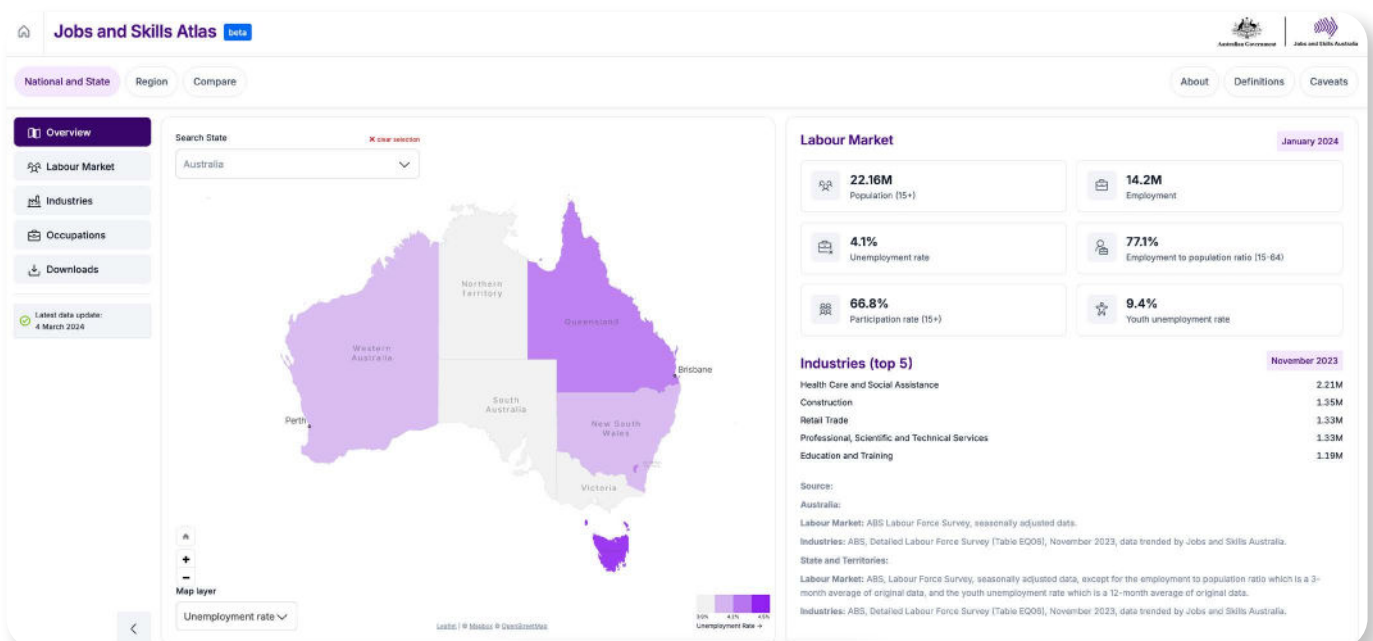 Jobs and Skills Atlas beta
Australian Government
Jobs and Skills Australia
National and State
Region
Compare
About
Definitions
Caveats
Overview
Labour Market
Industries
Occupations
Downloads
Latest data update:
4 March 2024
Search State
✖ clear selection
Australia
Northern
Territory
Queensland
Western
Australia
Brisbane
South
Australia
Perth
New South
Wales
Victoria
+
−
Map layer
Unemployment rate
Leaflet | © Mapbox © OpenStreetMap
4.2%
4.5%
Unemployment Rate →
Labour Market
January 2024
22.16M
Population (15+)
14.2M
Employment
4.1%
Unemployment rate
77.1%
Employment to population ratio (15-64)
66.8%
Participation rate (15+)
9.4%
Youth unemployment rate
Industries (top 5)
November 2023
Health Care and Social Assistance 2.21M
Construction 1.35M
Retail Trade 1.33M
Professional, Scientific and Technical Services 1.33M
Education and Training 1.19M
Source:
Australia:
Labour Market: ABS Labour Force Survey, seasonally adjusted data.
Industries: ABS, Detailed Labour Force Survey (Table EQ06), November 2023, data trended by Jobs and Skills Australia.
State and Territories:
Labour Market: ABS, Labour Force Survey, seasonally adjusted data, except for the employment to population ratio which is a 3-
month average of original data, and the youth unemployment rate which is a 12-month average of original data.
Industries: ABS, Detailed Labour Force Survey (Table EQ06), November 2023, data trended by Jobs and Skills Australia.